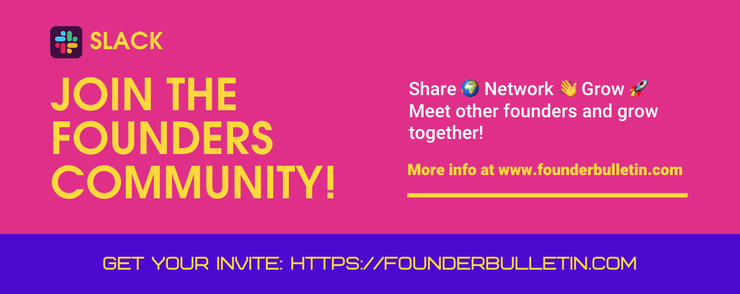 SLACK
JOIN THE
FOUNDERS
COMMUNITY!
Share 🌍 Network 👋 Grow 🚀
Meet other founders and grow
together!
More info at www.founderbulletin.com
GET YOUR INVITE: HTTPS://FOUNDERBULLETIN.COM